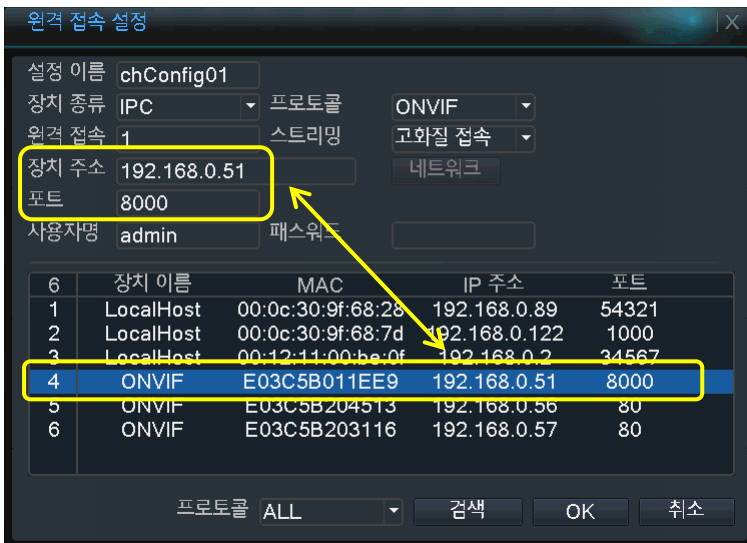 원격 접속 설정 X
설정 이름 chConfig01
장치 종류 IPC 프로토콜 ONVIF
원격 접속 1 스트리밍 고화질 접속
장치 주소 192.168.0.51 네트워크
포트 8000
사용자명 admin 패스워드
6 장치 이름 MAC IP 주소 포트
1 LocalHost 00:0c:30:9f:68:28 192.168.0.89 54321
2 LocalHost 00:0c:30:9f:68:7d 192.168.0.122 1000
3 LocalHost 00:12:11:00:be:0f 192.168.0.2 34567
4 ONVIF E03C5B011EE9 192.168.0.51 8000
5 ONVIF E03C5B204513 192.168.0.56 80
6 ONVIF E03C5B203116 192.168.0.57 80
프로토콜 ALL 검색 OK 취소